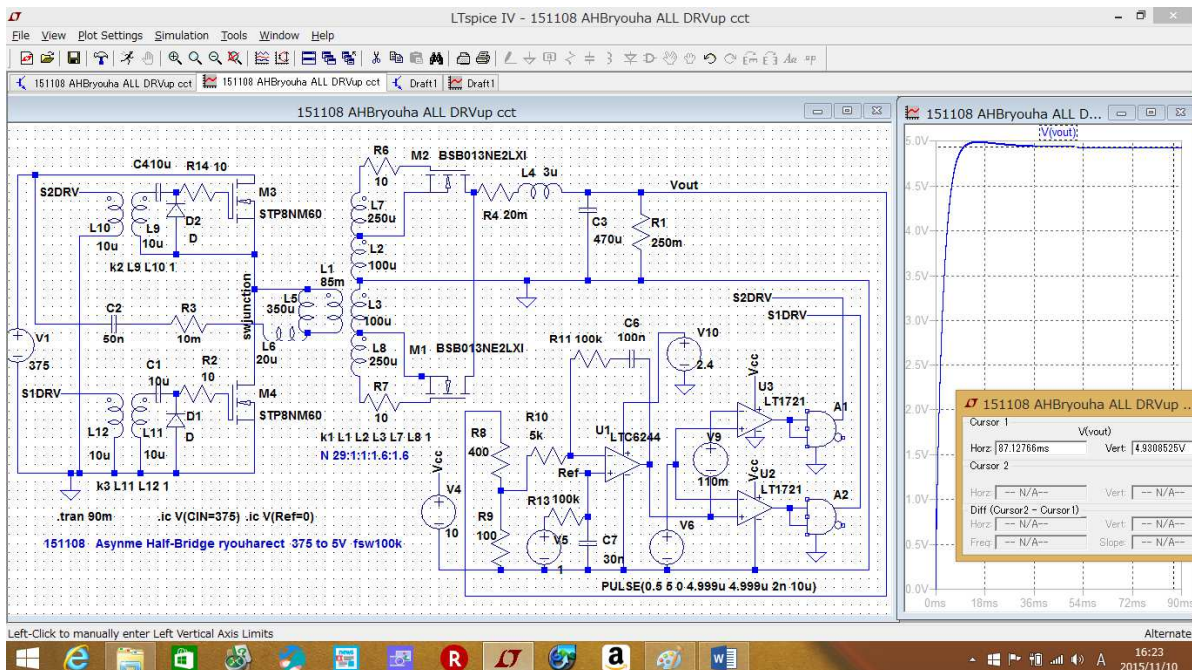 LTspice IV - 151108 AHBryouha ALL DRVup cct
File View Plot Settings Simulation Tools Window Help
151108 AHBryouha ALL DRVup cct
151108 AHBryouha ALL DRVup cct
Draft1
Draft1
151108 AHBryouha ALL DRVup cct
C410u
R14 10
M3
STP8NM60
S2DRV
L10
10u
L9
10u
D2
D
k2 L9 L10 1
R6
10
M2
BSB013NE2LXI
L7
250u
L2
100u
R4 20m
L4
3u
Vout
C3
470u
R1
250m
V1
375
C2
50n
R3
10m
swjunction
L5
350u
L1
85m
L6
20u
L3
100u
L8
250u
M1
BSB013NE2LXI
R7
10
S1DRV
L12
10u
L11
10u
C1
10u
R2
10
D1
D
M4
STP8NM60
k3 L11 L12 1
k1 L1 L2 L3 L7 L8 1
N 29:1:1:1.6:1.6
.tran 90m
.ic V(CIN=375) .ic V(Ref=0)
151108 Asynme Half-Bridge ryouharect 375 to 5V fsw100k
Vcc
V4
10
R8
400
R9
100
R10
5k
R11 100k
C6
100n
U1
LTC6244
Ref
R13 100k
V5
1
C7
30n
V10
2.4
V6
V9
110m
Vcc
U3
LT1721
Vcc
U2
LT1721
A1
A2
S2DRV
S1DRV
PULSE(0.5 5 0 4.999u 4.999u 2n 10u)
151108 AHBryouha ALL D...
V(vout)
5.0V
4.5V
4.0V
3.5V
3.0V
2.5V
2.0V
1.5V
1.0V
0.5V
0.0V
0ms 18ms 36ms 54ms 72ms 90ms
151108 AHBryouha ALL DRVup ..
Cursor 1
V(vout)
Horz: 87.12766ms Vert: 4.9308525V
Cursor 2
Horz: -- N/A-- Vert: -- N/A--
Diff (Cursor2 - Cursor1)
Horz: -- N/A-- Vert: -- N/A--
Freq: -- N/A-- Slope: -- N/A--
Left-Click to manually enter Left Vertical Axis Limits
Alternate
A
16:23
2015/11/10